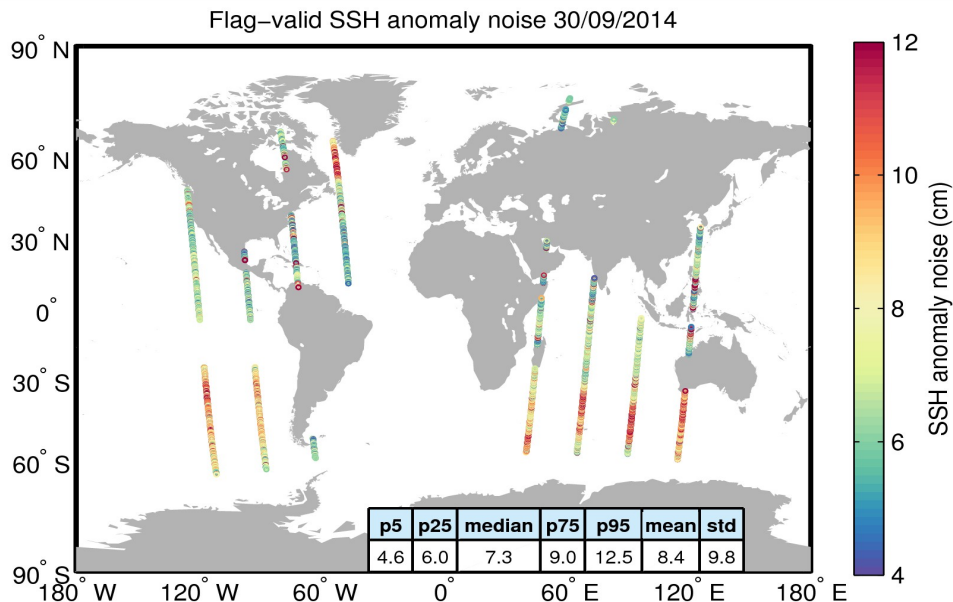 Flag−valid SSH anomaly noise 30/09/2014
90° N
60° N
30° N
0°
30° S
60° S
90° S
180° W
120° W
60° W
0°
60° E
120° E
180° E
p5 p25 median p75 p95 mean std
4.6 6.0 7.3 9.0 12.5 8.4 9.8
12
10
8
6
4
SSH anomaly noise (cm)